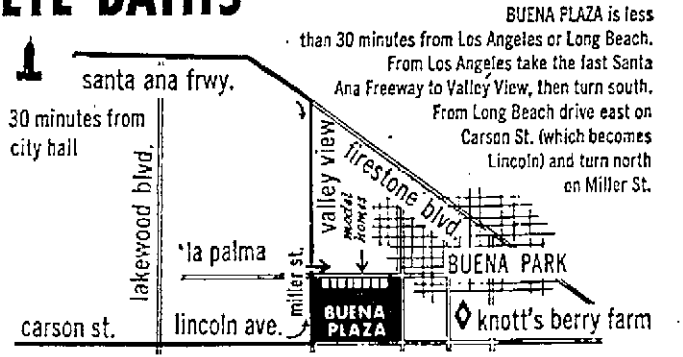 BUENA PLAZA is less
than 30 minutes from Los Angeles or Long Beach.
From Los Angeles take the fast Santa
Ana Freeway to Valley View, then turn south.
From Long Beach drive east on
Carson St. (which becomes
Lincoln) and turn north
on Miller St.
santa ana frwy.
30 minutes from
city hall
lakewood blvd.
valley view
firestone blvd.
model
homes
la palma
miller st.
BUENA PARK
BUENA
PLAZA
knott's berry farm
carson st.
lincoln ave.